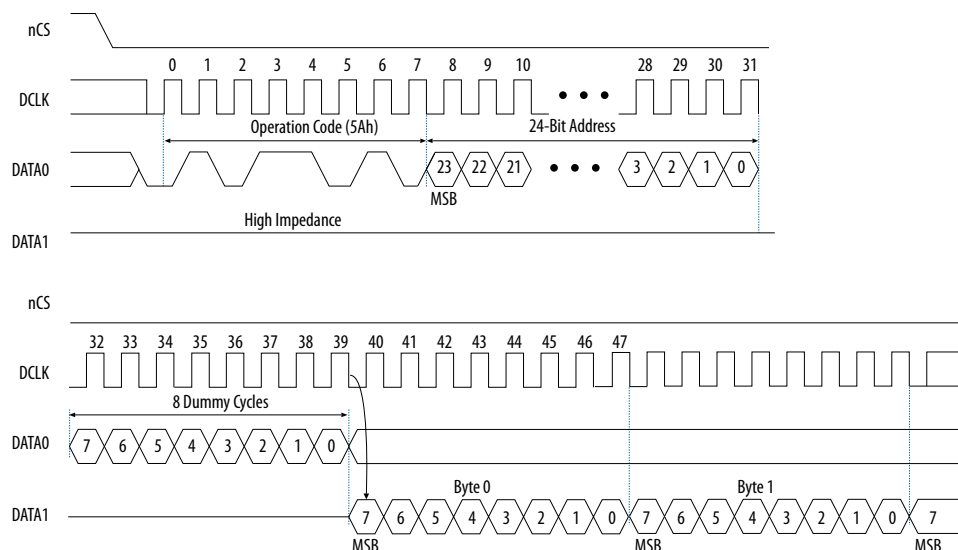 nCS
0 1 2 3 4 5 6 7 8 9 10 28 29 30 31
DCLK
Operation Code (5Ah) 24-Bit Address
DATA0 23 22 21 3 2 1 0
MSB
High Impedance
DATA1
nCS
32 33 34 35 36 37 38 39 40 41 42 43 44 45 46 47
DCLK
8 Dummy Cycles
DATA0 7 6 5 4 3 2 1 0
Byte 0 Byte 1
DATA1 7 6 5 4 3 2 1 0 7 6 5 4 3 2 1 0 7
MSB MSB MSB